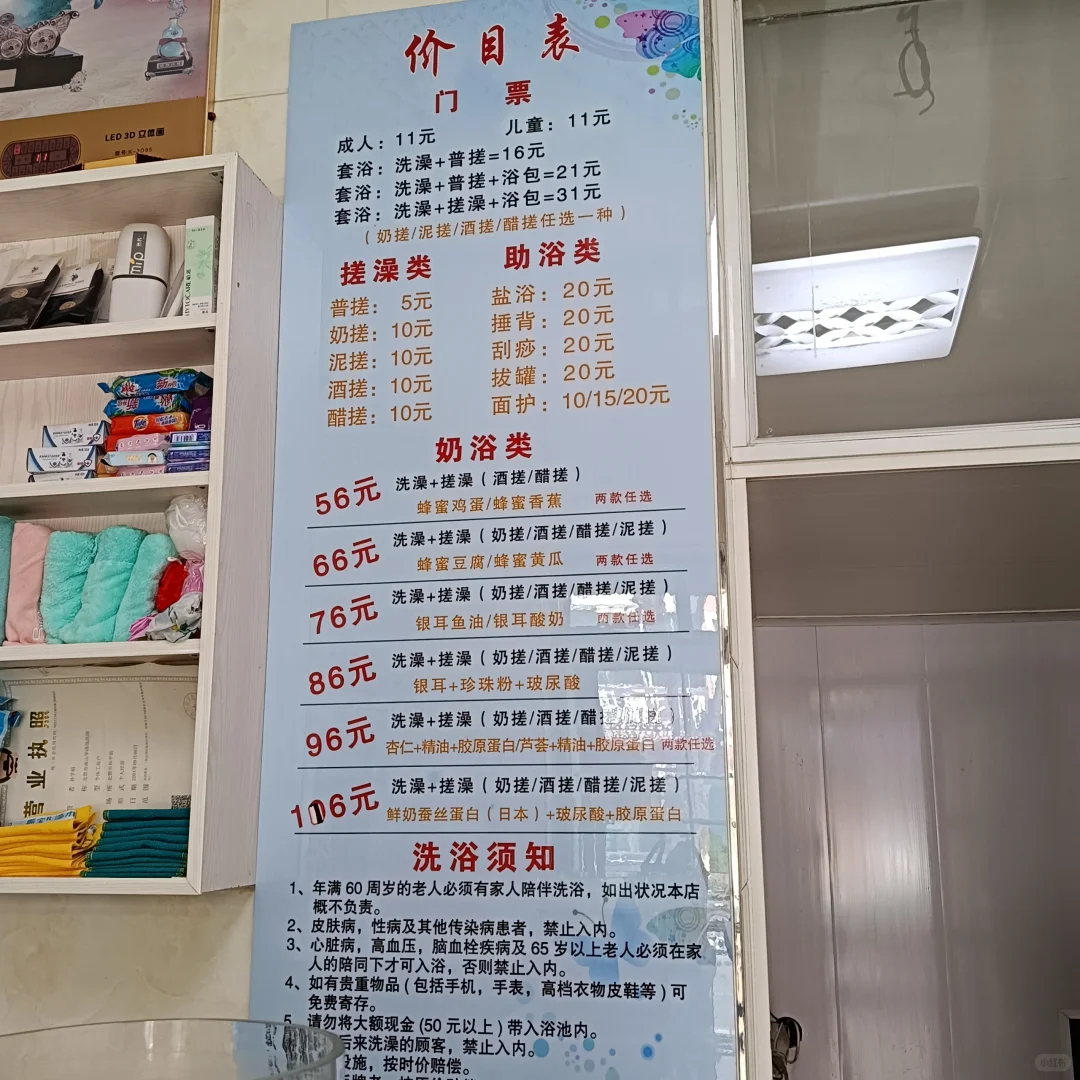 价目表
门 票
成人：11元 儿童：11元
套浴：洗澡+普搓=16元
套浴：洗澡+普搓+浴包=21元
套浴：洗澡+搓澡+浴包=31元
（奶搓/泥搓/酒搓/醋搓任选一种）
搓澡类
普搓：5元
奶搓：10元
泥搓：10元
酒搓：10元
醋搓：10元
助浴类
盐浴：20元
捶背：20元
刮痧：20元
拔罐：20元
面护：10/15/20元
奶浴类
56元 洗澡+搓澡（酒搓/醋搓）
蜂蜜鸡蛋/蜂蜜香蕉 两款任选
66元 洗澡+搓澡（奶搓/酒搓/醋搓/泥搓）
蜂蜜豆腐/蜂蜜黄瓜 两款任选
76元 洗澡+搓澡（奶搓/酒搓/醋搓/泥搓）
银耳鱼油/银耳酸奶 两款任选
86元 洗澡+搓澡（奶搓/酒搓/醋搓/泥搓）
银耳+珍珠粉+玻尿酸
96元 洗澡+搓澡（奶搓/酒搓/醋搓/泥搓）
杏仁+精油+胶原蛋白/芦荟+精油+胶原蛋白 两款任选
106元 洗澡+搓澡（奶搓/酒搓/醋搓/泥搓）
鲜奶蚕丝蛋白（日本）+玻尿酸+胶原蛋白
洗浴须知
1、年满60周岁的老人必须有家人陪伴洗浴，如出状况本店
概不负责。
2、皮肤病，性病及其他传染病患者，禁止入内。
3、心脏病，高血压，脑血栓疾病及65岁以上老人必须在家
人的陪同下才可入浴，否则禁止入内。
4、如有贵重物品(包括手机，手表，高档衣物皮鞋等)可
免费寄存。
5、请勿将大额现金(50元以上)带入浴池内。
后来洗澡的顾客，禁止入内。
设施，按时价赔偿。
LED 3D 立体画
mip
Tide
营业执照
小红书